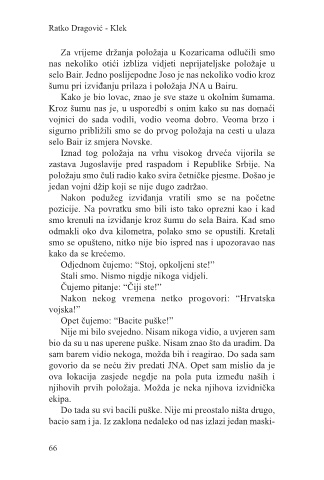 Ratko Dragović - Klek
Za vrijeme držanja položaja u Kozaricama odlučili smo
nas nekoliko otići izbliza vidjeti neprijateljske položaje u
selo Bair. Jedno poslijepodne Joso je nas nekoliko vodio kroz
šumu pri izviđanju prilaza i položaja JNA u Bairu.
Kako je bio lovac, znao je sve staze u okolnim šumama.
Kroz šumu nas je, u usporedbi s onim kako su nas domaći
vojnici do sada vodili, vodio veoma dobro. Veoma brzo i
sigurno približili smo se do prvog položaja na cesti u ulaza
selo Bair iz smjera Novske.
Iznad tog položaja na vrhu visokog drveća vijorila se
zastava Jugoslavije pred raspadom i Republike Srbije. Na
položaju smo čuli radio kako svira četničke pjesme. Došao je
jedan vojni džip koji se nije dugo zadržao.
Nakon podužeg izviđanja vratili smo se na početne
pozicije. Na povratku smo bili isto tako oprezni kao i kad
smo krenuli na izviđanje kroz šumu do sela Baira. Kad smo
odmakli oko dva kilometra, polako smo se opustili. Kretali
smo se opušteno, nitko nije bio ispred nas i upozoravao nas
kako da se krećemo.
Odjednom čujemo: “Stoj, opkoljeni ste!”
Stali smo. Nismo nigdje nikoga vidjeli.
Čujemo pitanje: “Čiji ste!”
Nakon nekog vremena netko progovori: “Hrvatska
vojska!”
Opet čujemo: “Bacite puške!”
Nije mi bilo svejedno. Nisam nikoga vidio, a uvjeren sam
bio da su u nas uperene puške. Nisam znao što da uradim. Da
sam barem vidio nekoga, možda bih i reagirao. Do sada sam
govorio da se neću živ predati JNA. Opet sam mislio da je
ova lokacija zasjede negdje na pola puta između naših i
njihovih prvih položaja. Možda je neka njihova izvidnička
ekipa.
Do tada su svi bacili puške. Nije mi preostalo ništa drugo,
bacio sam i ja. Iz zaklona nedaleko od nas izlazi jedan maski-
66